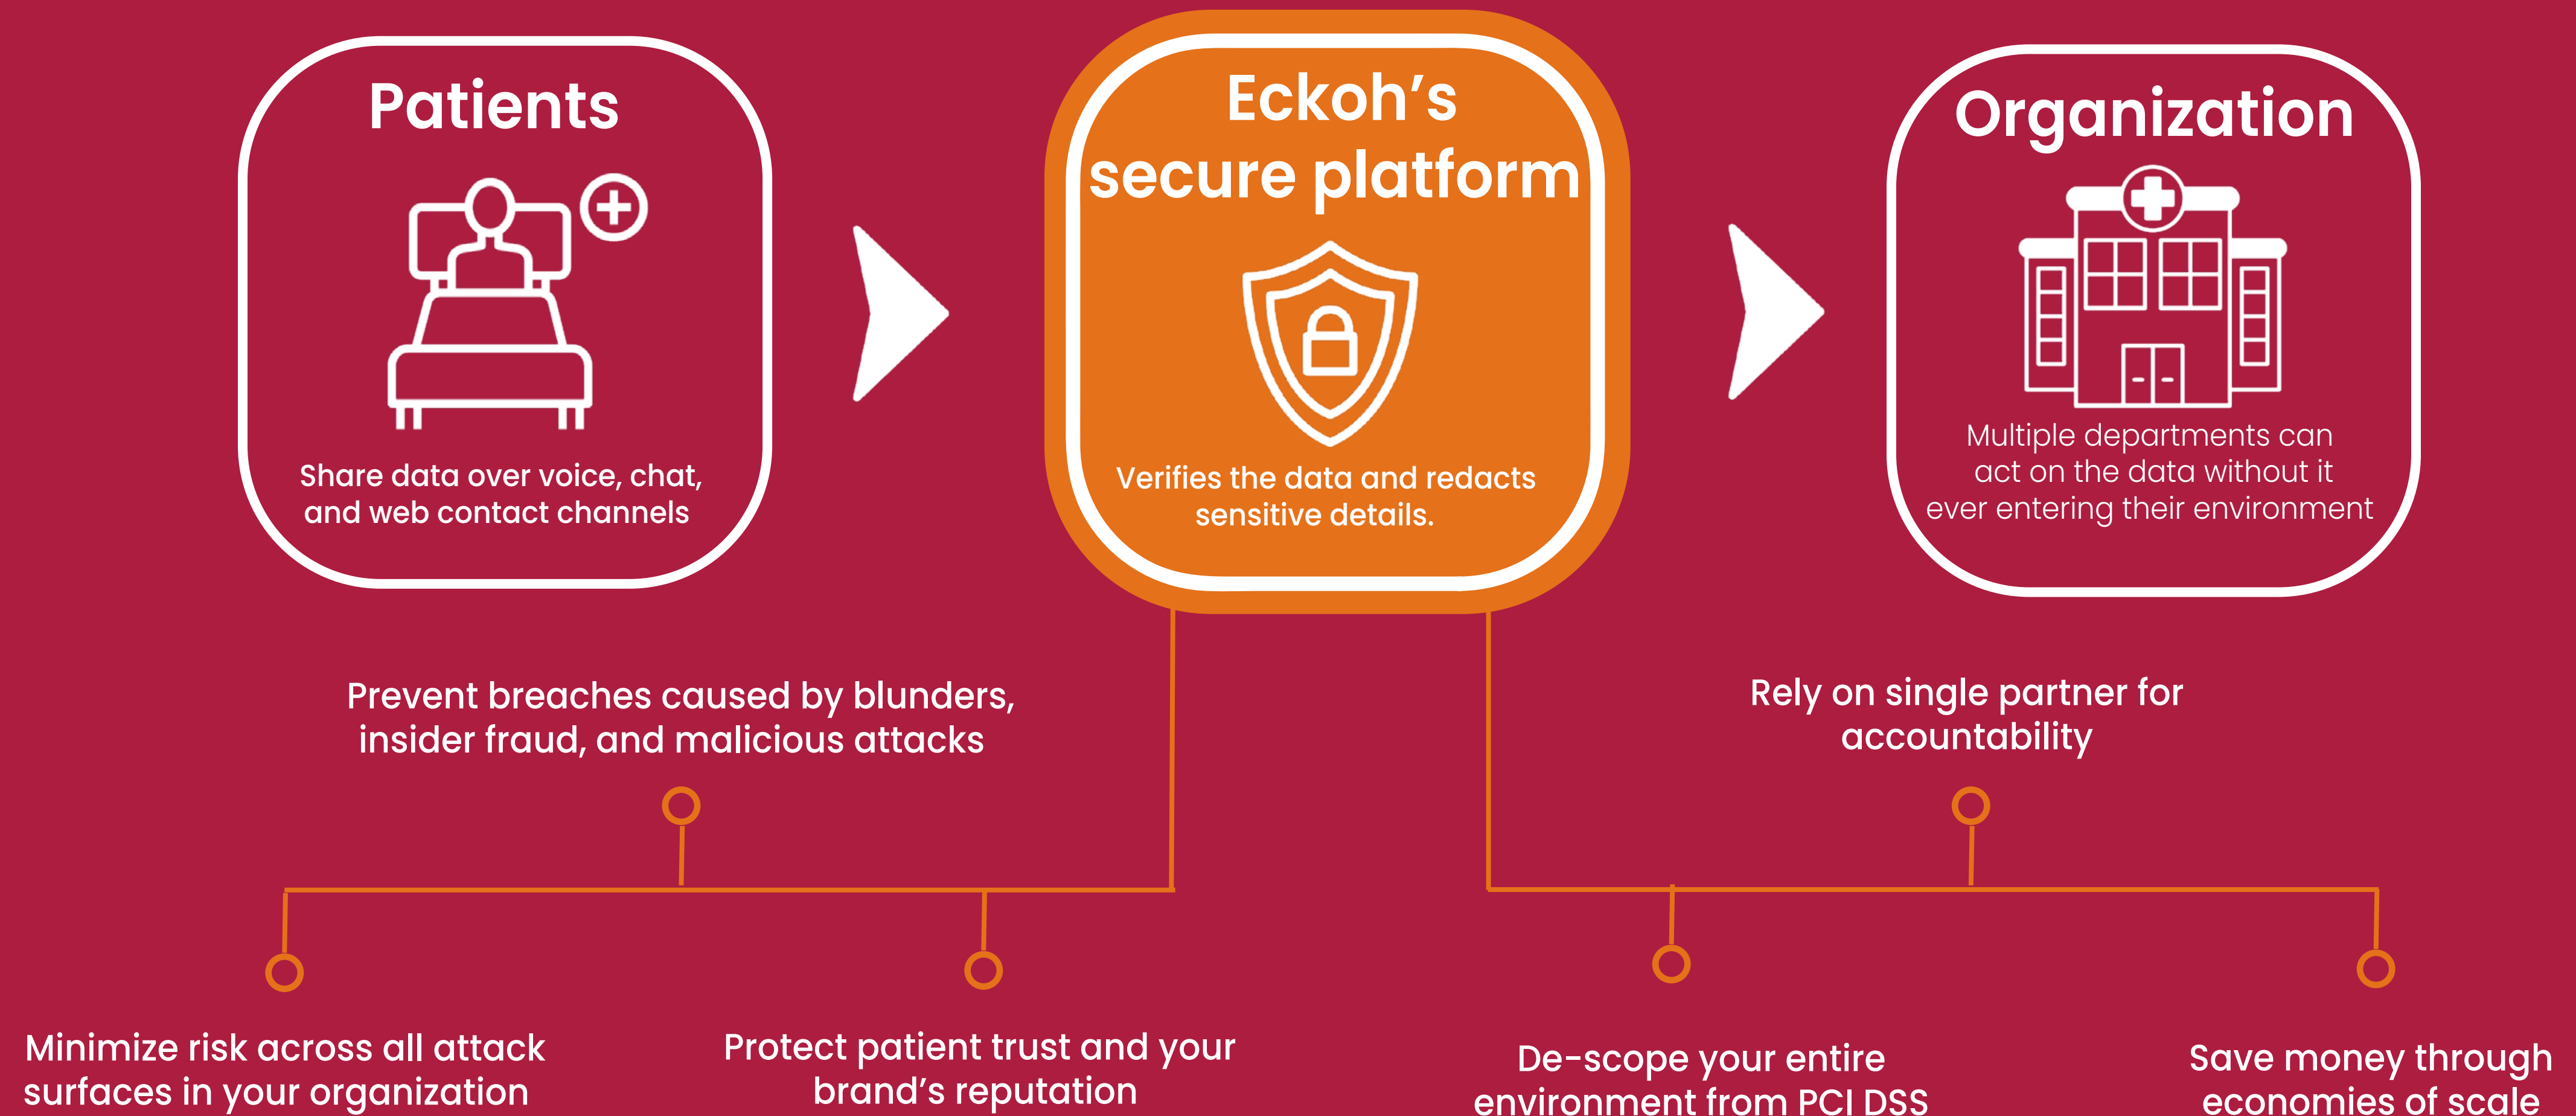 Patients
Share data over voice, chat,
and web contact channels
Eckoh’s
secure platform
Verifies the data and redacts
sensitive details.
Organization
Multiple departments can
act on the data without it
ever entering their environment
Prevent breaches caused by blunders,
insider fraud, and malicious attacks
Rely on single partner for
accountability
Minimize risk across all attack
surfaces in your organization
Protect patient trust and your
brand’s reputation
De-scope your entire
environment from PCI DSS
Save money through
economies of scale